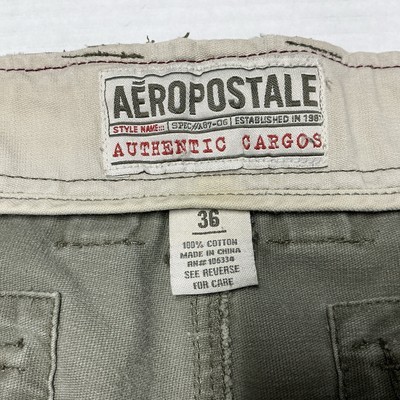 AĒROPOSTALE
STYLE NAME::: SPEC//A87-06 ESTABLISHED IN 1987
AUTHENTIC CARGOS
36
100% COTTON
MADE IN CHINA
RN# 106334
SEE REVERSE
FOR CARE